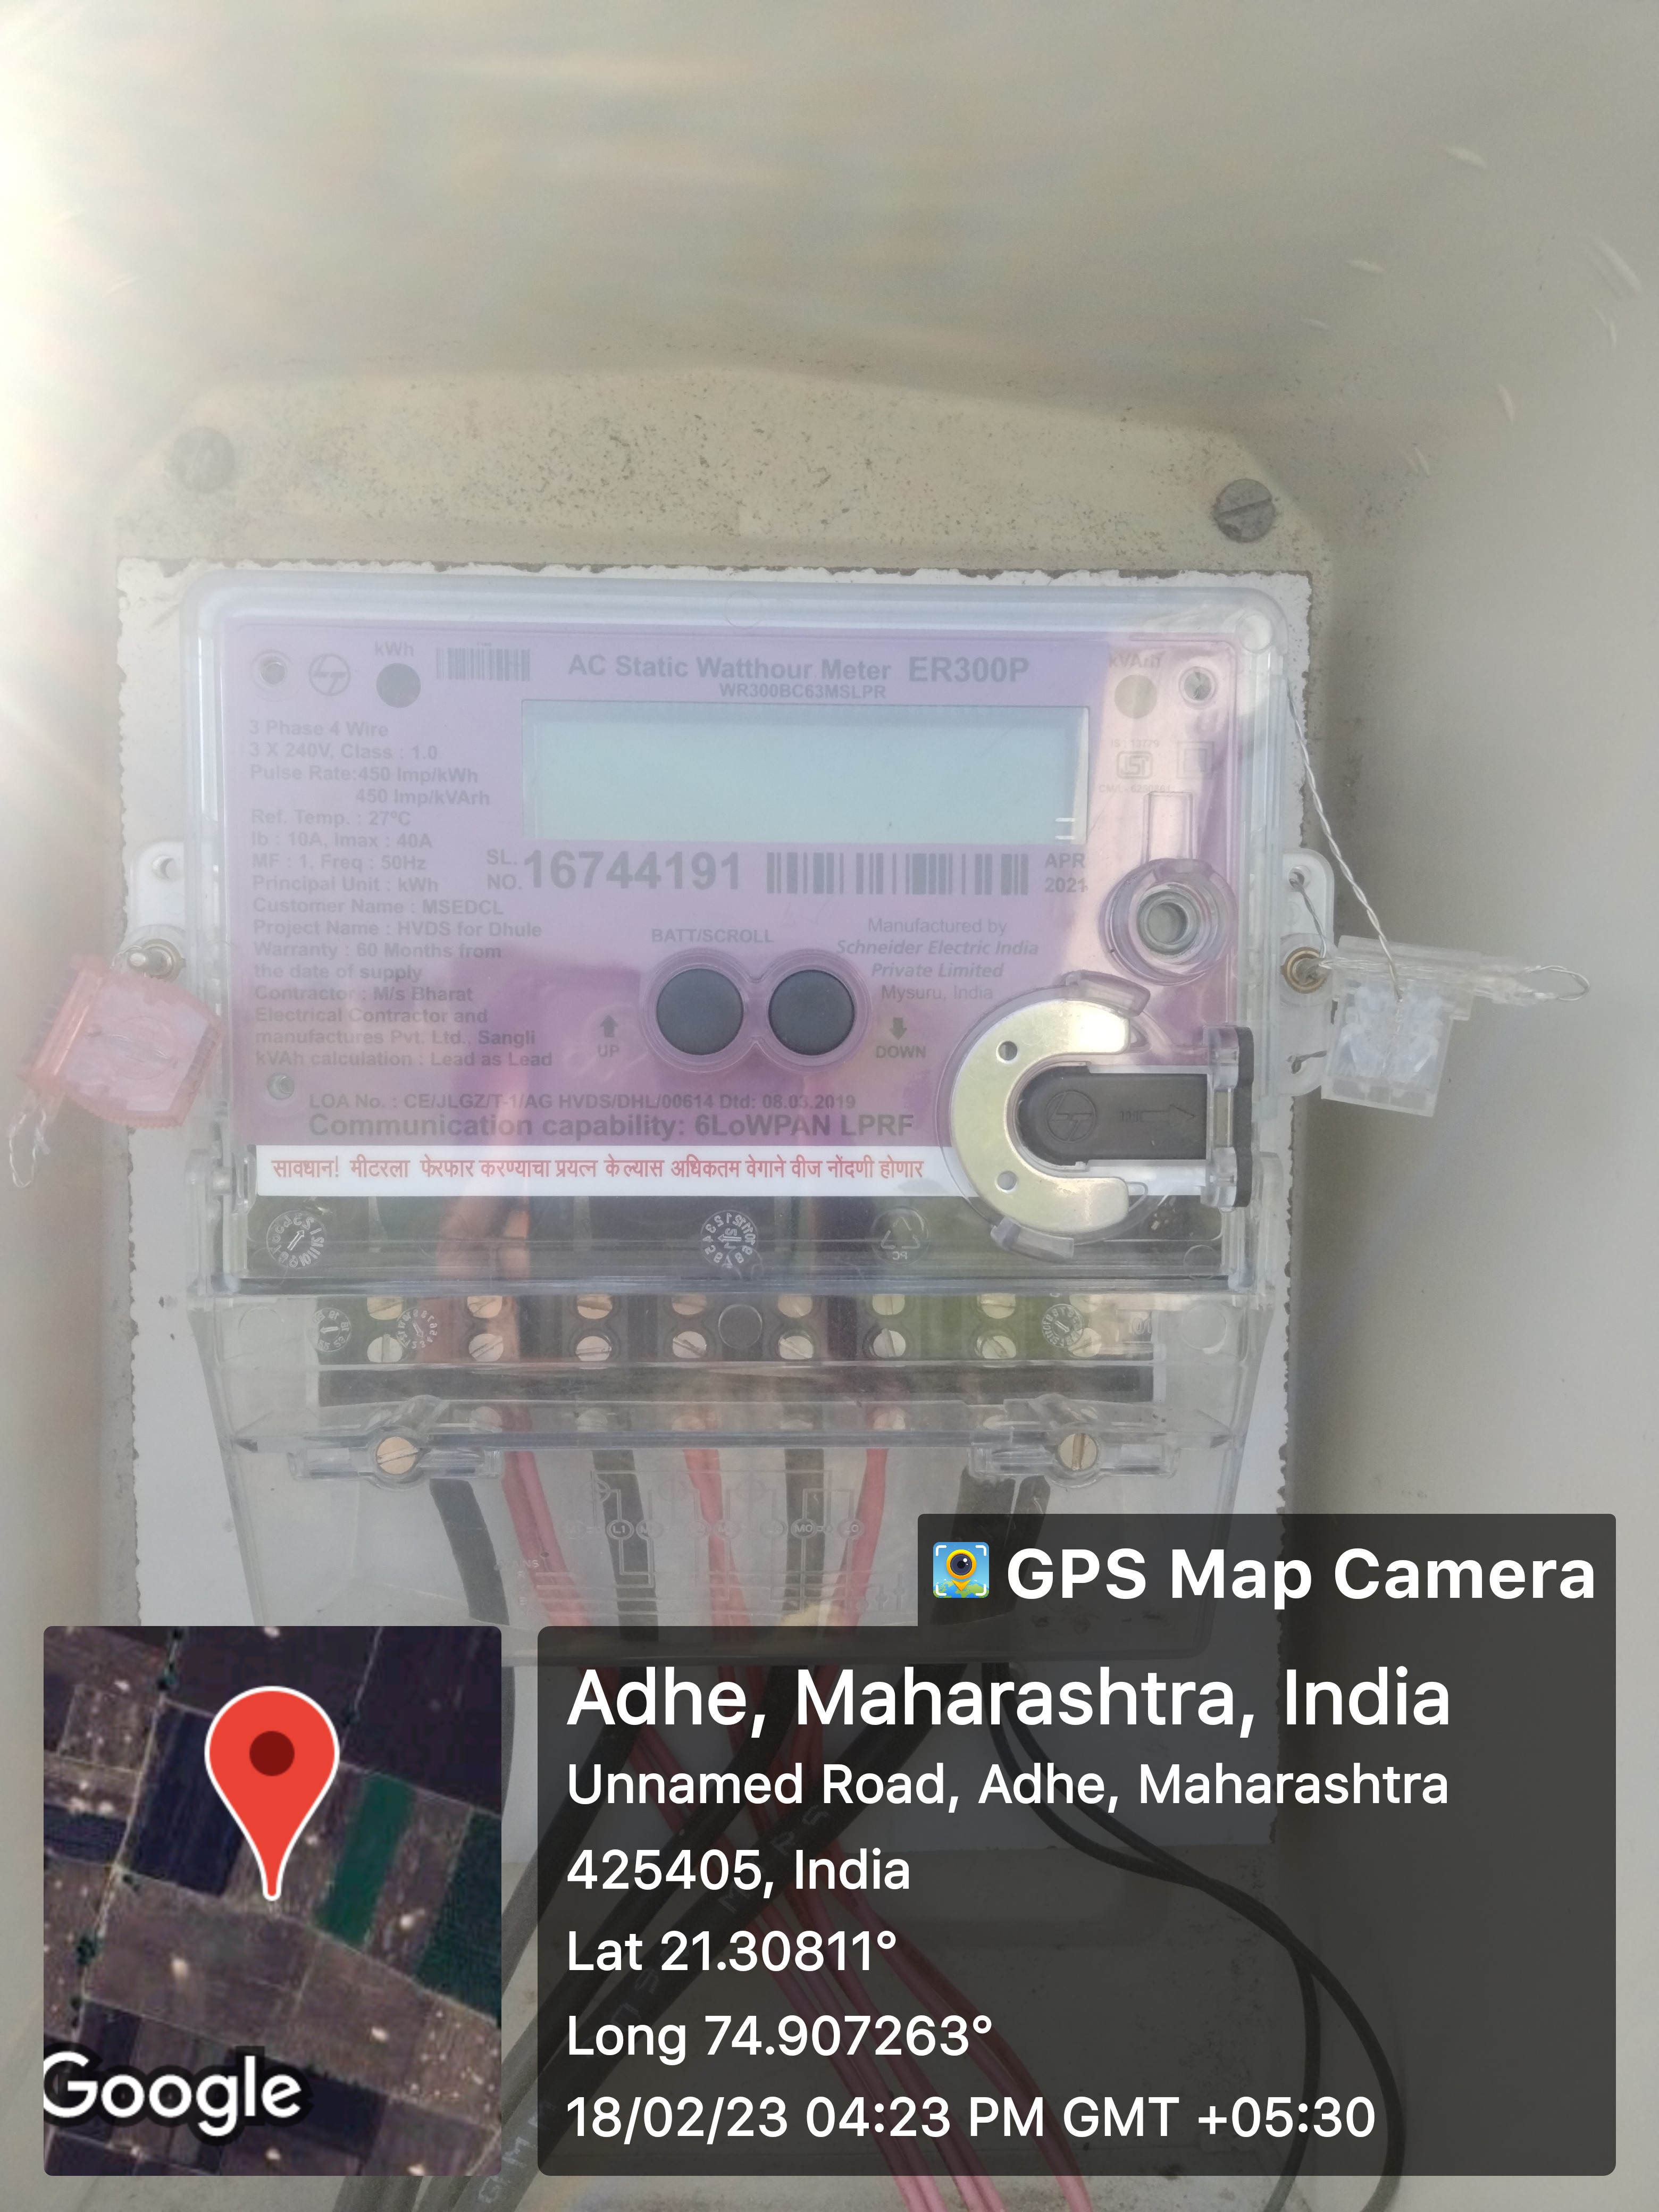 kWh
AC Static Watthour Meter ER300P
WR300BC63MSLPR
kVArh
3 Phase 4 Wire
3 X 240V, Class : 1.0
Pulse Rate:450 Imp/kWh
450 Imp/kVArh
Ref. Temp. : 27°C
Ib : 10A, Imax : 40A
MF : 1, Freq : 50Hz
Principal Unit : kWh
Customer Name : MSEDCL
Project Name : HVDS for Dhule
Warranty : 60 Months from
the date of supply
Contractor : M/s Bharat
Electrical Contractor and
manufactures Pvt. Ltd., Sangli
kVAh calculation : Lead as Lead
IS 13779
SL. NO. 16744191
APR
2021
BATT/SCROLL
UP
DOWN
Manufactured by
Schneider Electric India
Private Limited
Mysuru, India
LOA No. : CE/JLGZ/T-1/AG HVDS/DHL/00614 Dtd: 08.03.2019
Communication capability: 6LoWPAN LPRF
सावधान! मीटरला फेरफार करण्याचा प्रयत्न केल्यास अधिकतम वेगाने वीज नोंदणी होणार
GPS Map Camera
Adhe, Maharashtra, India
Unnamed Road, Adhe, Maharashtra
425405, India
Lat 21.30811°
Long 74.907263°
18/02/23 04:23 PM GMT +05:30
Google